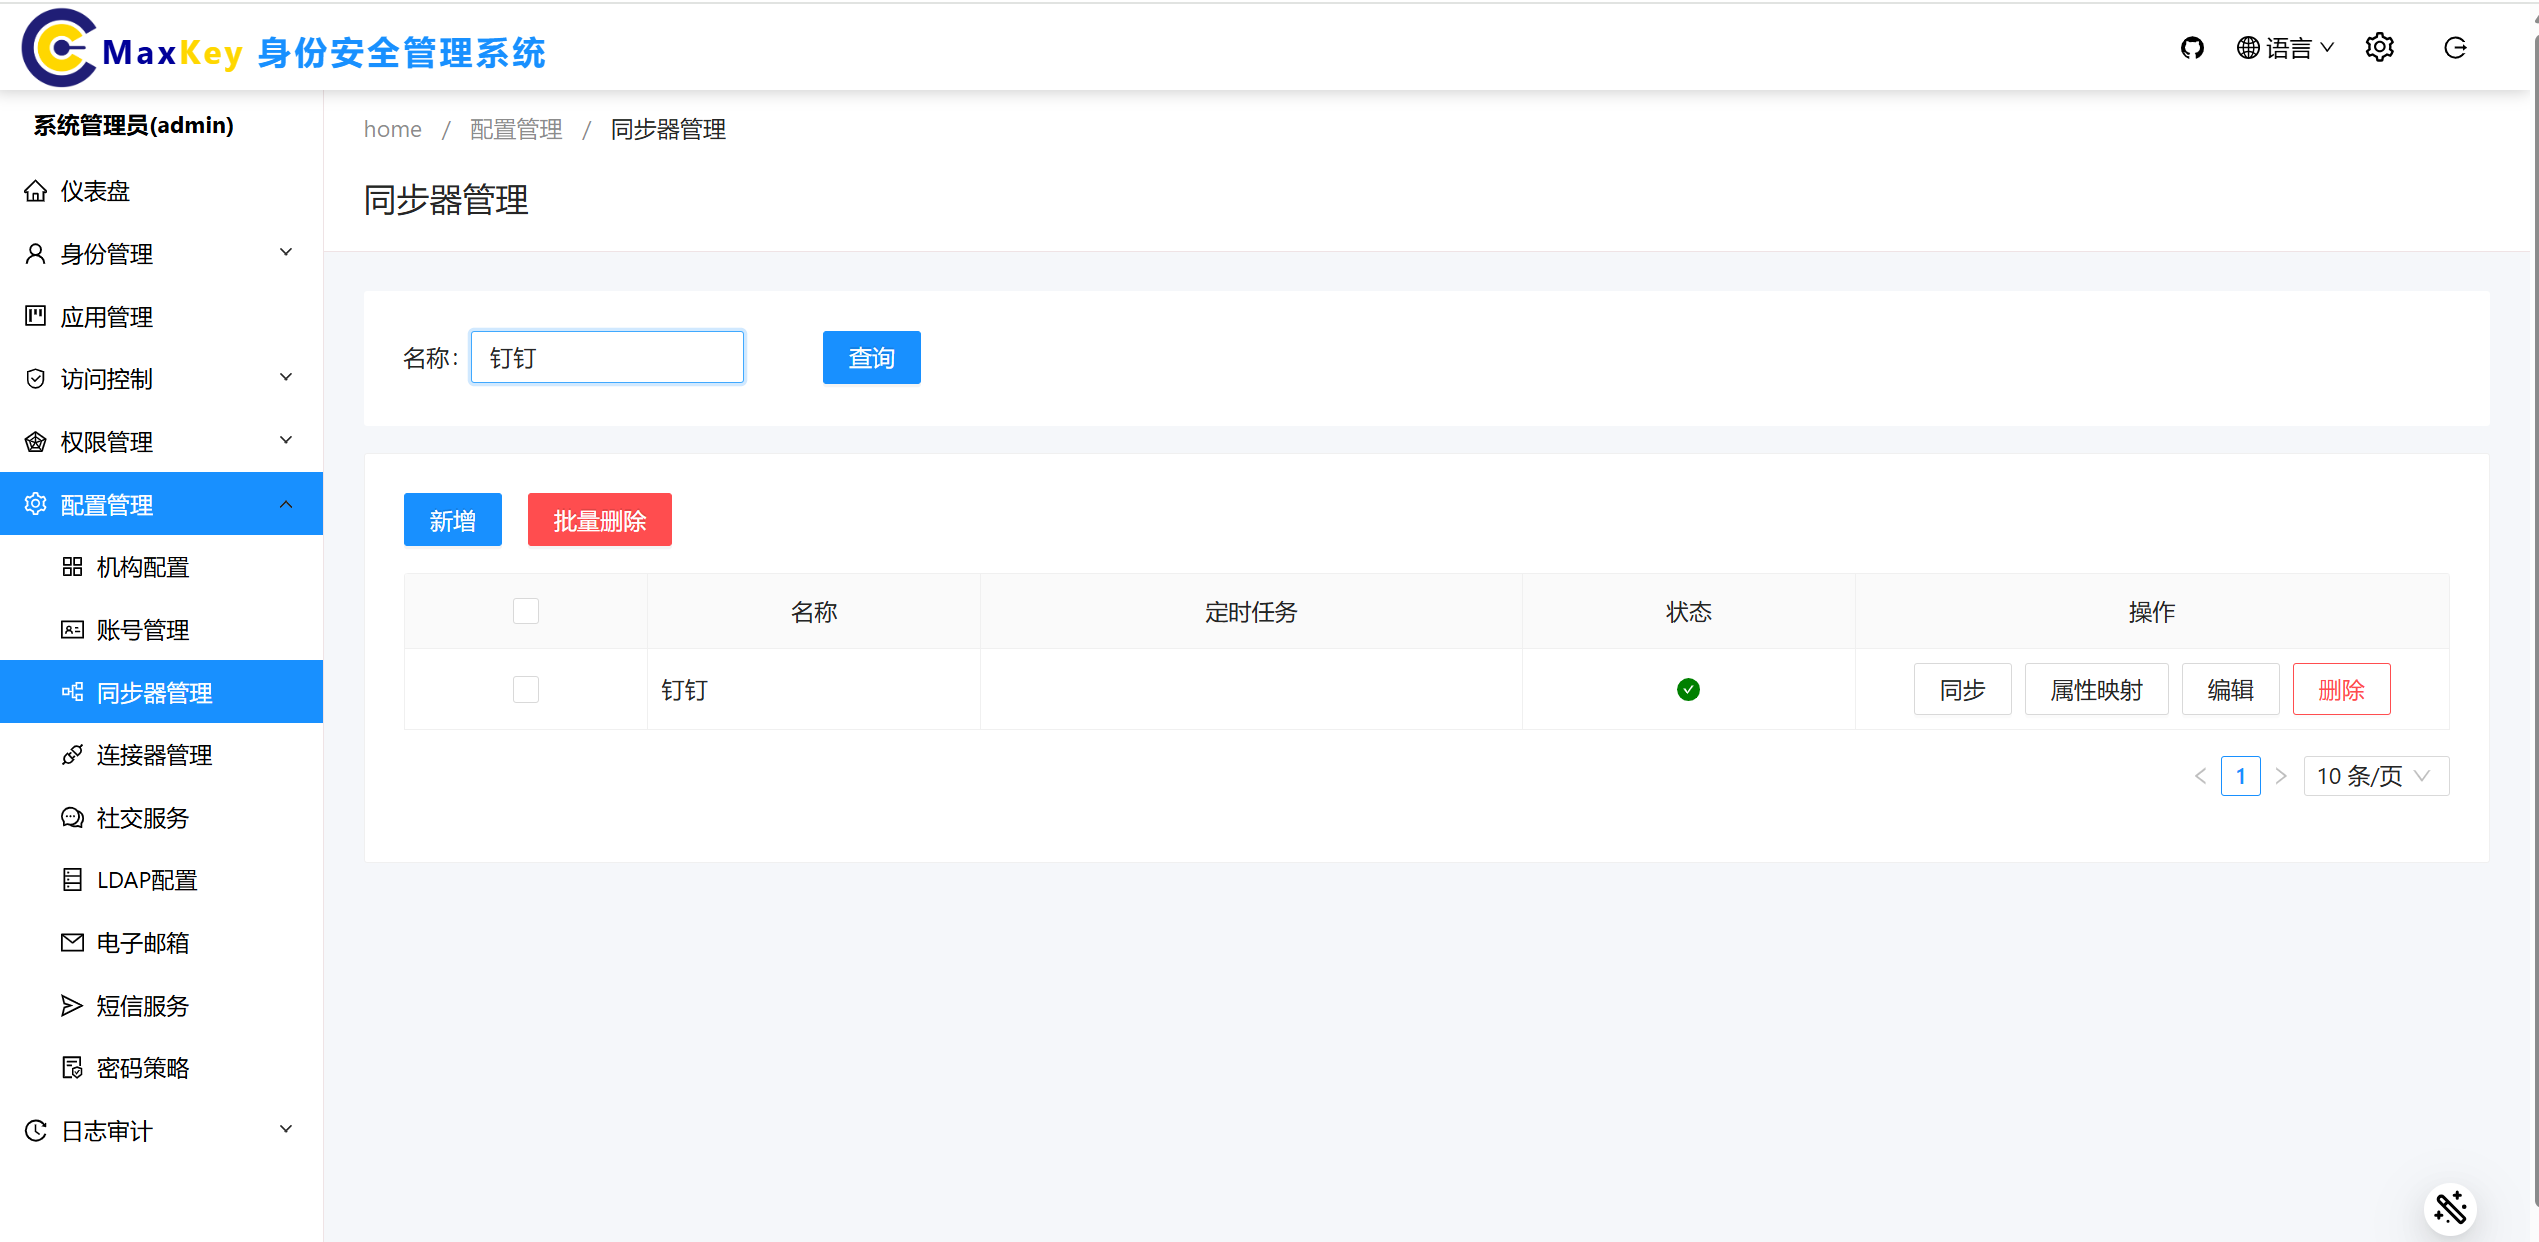 MaxKey 身份安全管理系统
语言
系统管理员(admin)
仪表盘
身份管理
应用管理
访问控制
权限管理
配置管理
机构配置
账号管理
同步器管理
连接器管理
社交服务
LDAP配置
电子邮箱
短信服务
密码策略
日志审计
home / 配置管理 / 同步器管理
同步器管理
名称: 钉钉 查询
新增 批量删除
名称 定时任务 状态 操作
钉钉 同步 属性映射 编辑 删除
1 10 条/页